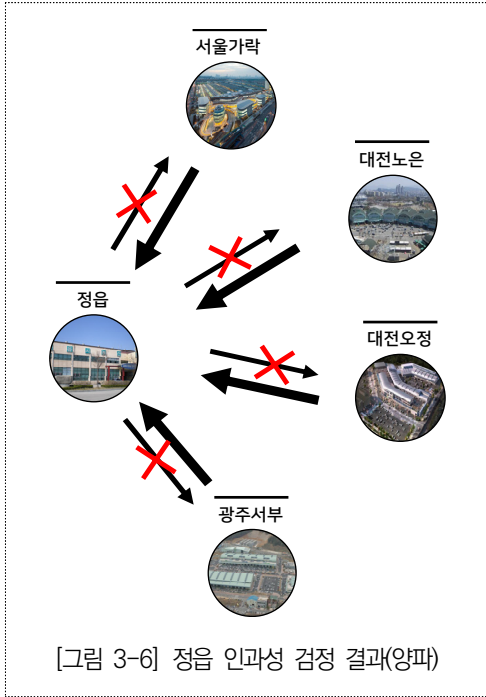 서울가락
대전노은
정읍
대전오정
광주서부
[그림 3-6] 정읍 인과성 검정 결과(양파)